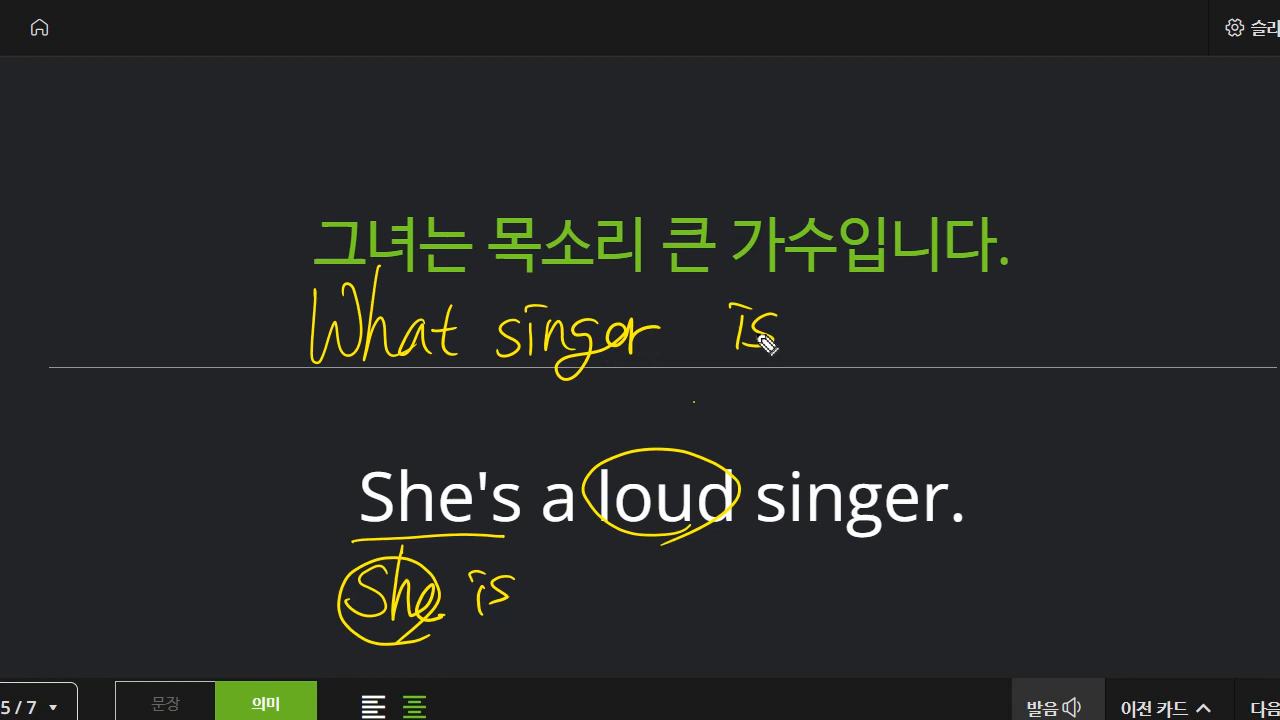 슬라
그녀는 목소리 큰 가수입니다.
What singer is
She's a loud singer.
She is
5 / 7 문장 의미 발음 이전 카드 다음